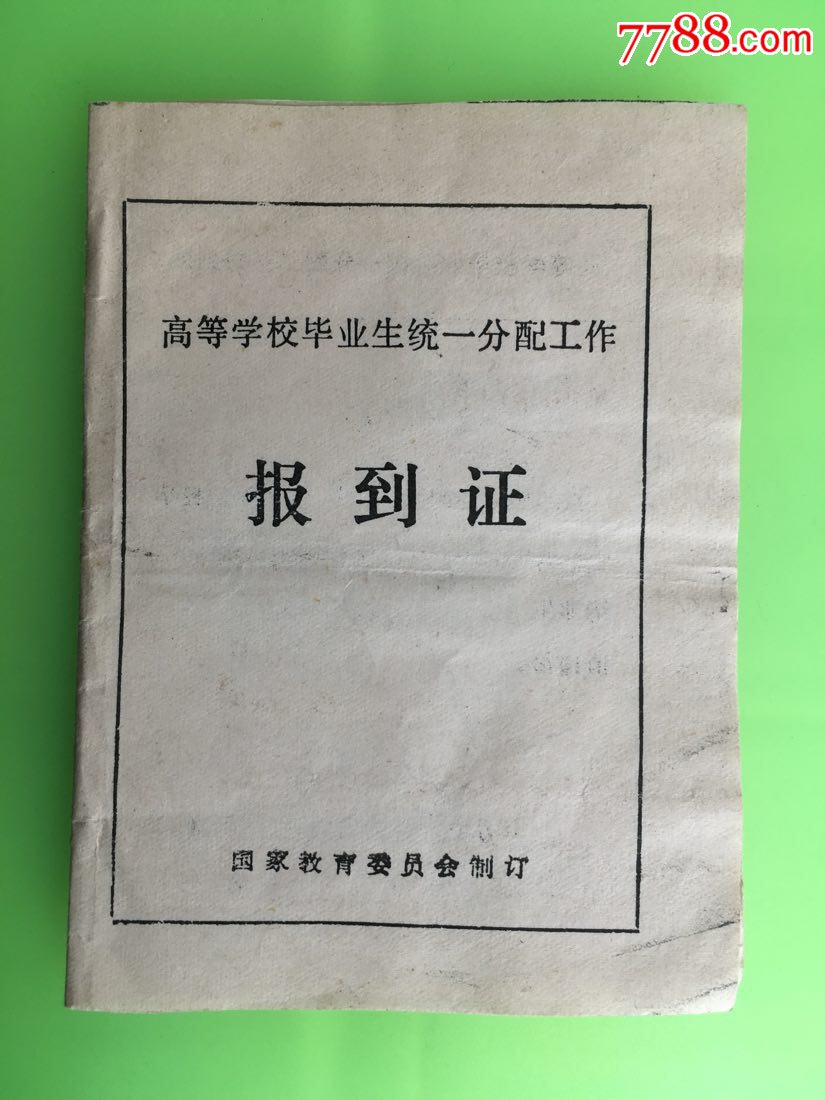 7788.com
高等学校毕业生统一分配工作
报到证
国家教育委员会制订